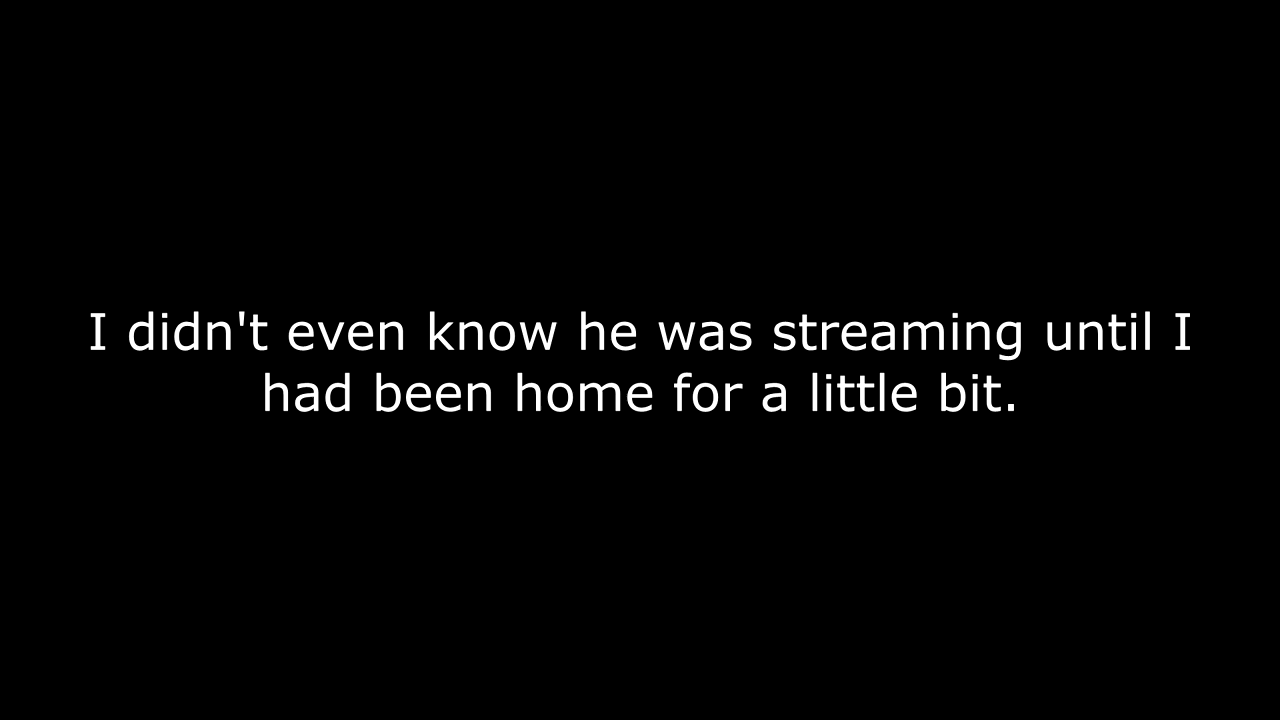 I didn't even know he was streaming until I
had been home for a little bit.